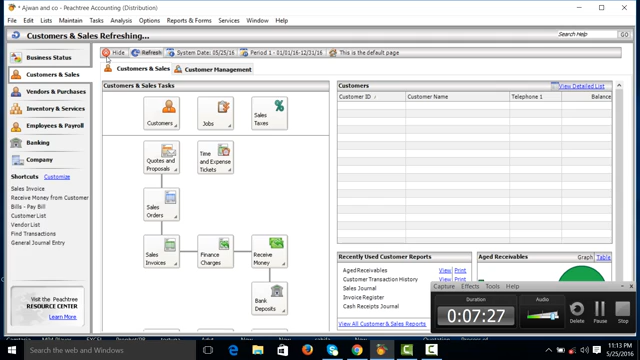 Ajwan and co - Peachtree Accounting (Distribution)
File Edit Lists Maintain Tasks Analysis Options Reports & Forms Services Window Help
Customers & Sales Refreshing...
Search Help
GO
Hide Refresh System Date: 05/25/16 Period 1 - 01/01/16-12/31/16 This is the default page
Business Status
Customers & Sales
Vendors & Purchases
Inventory & Services
Employees & Payroll
Banking
Company
Shortcuts Customize
Sales Invoice
Receive Money from Customer
Bills - Pay Bill
Customer List
Vendor List
Find Transactions
General Journal Entry
Visit the Peachtree
RESOURCE CENTER
Learn More
Customers & Sales Customer Management
Customers & Sales Tasks
Customers
Jobs
Sales
Taxes
Quotes and
Proposals
Time and Expense
Tickets
Sales
Orders
Sales
Invoices
Finance
Charges
Receive
Money
Bank
Deposits
Customers
View Detailed List
Customer ID Customer Name Telephone 1 Balance
Recently Used Customer Reports
Aged Receivables View Print
Customer Transaction History View Print
Sales Journal
Invoice Register
Cash Receipts Journal
View All Customer & Sales Reports
Aged Receivables Graph Table
Capture Effects Tools Help
Duration
0:07:27
Audio
Delete
Pause
Stop
Search the web and Windows
11:13 PM
5/25/2016